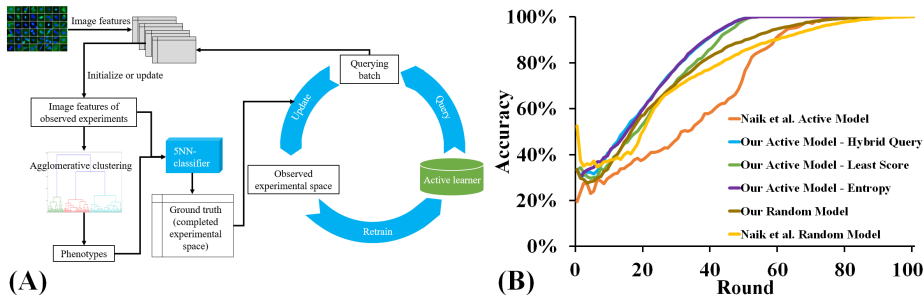 Image features
Initialize or update
Image features of
observed experiments
Agglomerative clustering
Phenotypes
5NN-
classifier
Ground truth
(completed
experimental
space)
Querying
batch
Update
Query
Observed
experimental space
Active learner
Retrain
(A)
100%
80%
60%
40%
20%
0%
Accuracy
Naik et al. Active Model
Our Active Model - Hybrid Query
Our Active Model - Least Score
Our Active Model - Entropy
Our Random Model
Naik et al. Random Model
0
20
40
60
80
100
Round
(B)